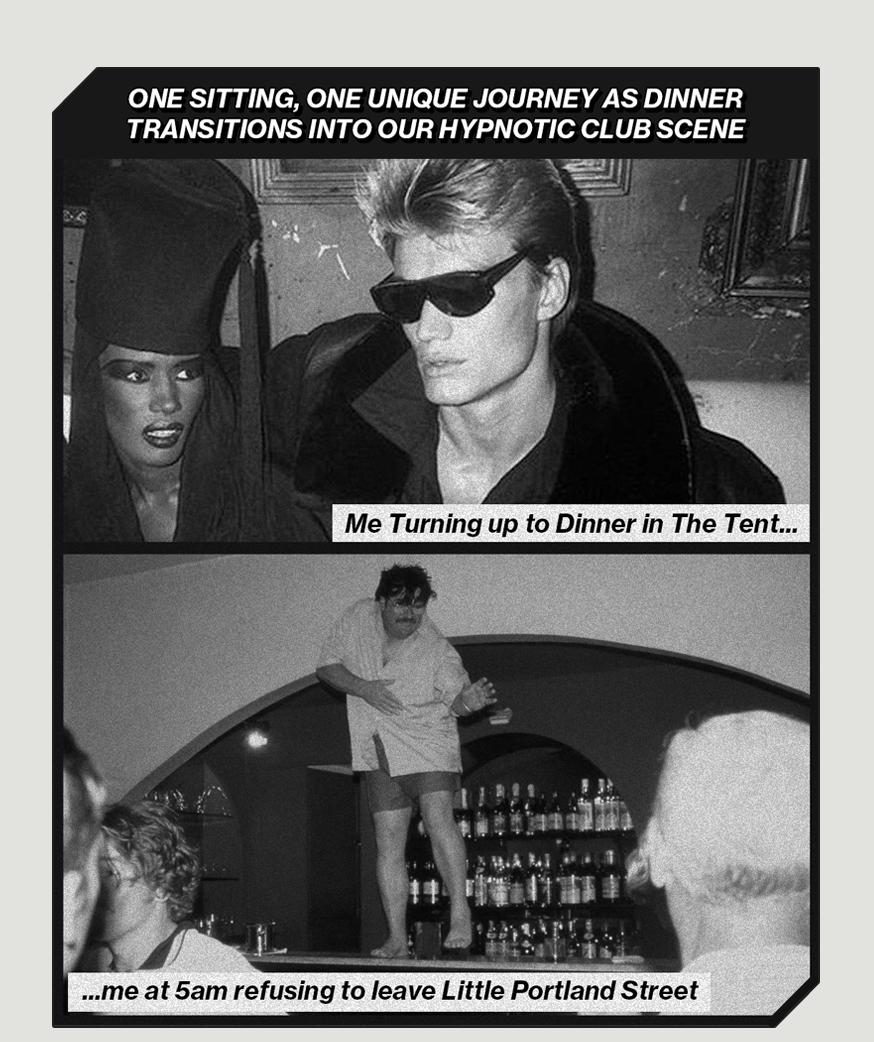 ONE SITTING, ONE UNIQUE JOURNEY AS DINNER
TRANSITIONS INTO OUR HYPNOTIC CLUB SCENE
Me Turning up to Dinner in The Tent...
...me at 5am refusing to leave Little Portland Street